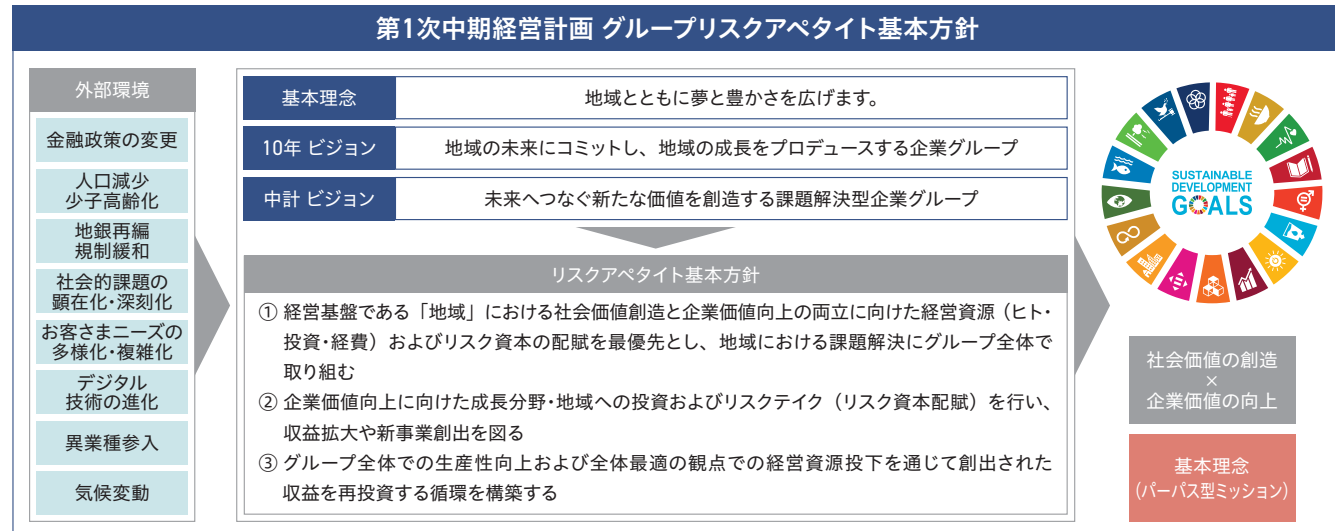 第1次中期経営計画 グループリスクアペタイト基本方針
外部環境
金融政策の変更
人口減少
少子高齢化
地銀再編
規制緩和
社会的課題の
顕在化・深刻化
お客さまニーズの
多様化・複雑化
デジタル
技術の進化
異業種参入
気候変動
基本理念
地域とともに夢と豊かさを広げます。
10年 ビジョン
地域の未来にコミットし、地域の成長をプロデュースする企業グループ
中計 ビジョン
未来へつなぐ新たな価値を創造する課題解決型企業グループ
リスクアペタイト基本方針
① 経営基盤である「地域」における社会価値創造と企業価値向上の両立に向けた経営資源（ヒト・
投資・経費）およびリスク資本の配賦を最優先とし、地域における課題解決にグループ全体で
取り組む
② 企業価値向上に向けた成長分野・地域への投資およびリスクテイク（リスク資本配賦）を行い、
収益拡大や新事業創出を図る
③ グループ全体での生産性向上および全体最適の観点での経営資源投下を通じて創出された
収益を再投資する循環を構築する
SUSTAINABLE
DEVELOPMENT
GOALS
社会価値の創造
×
企業価値の向上
基本理念
（パーパス型ミッション）